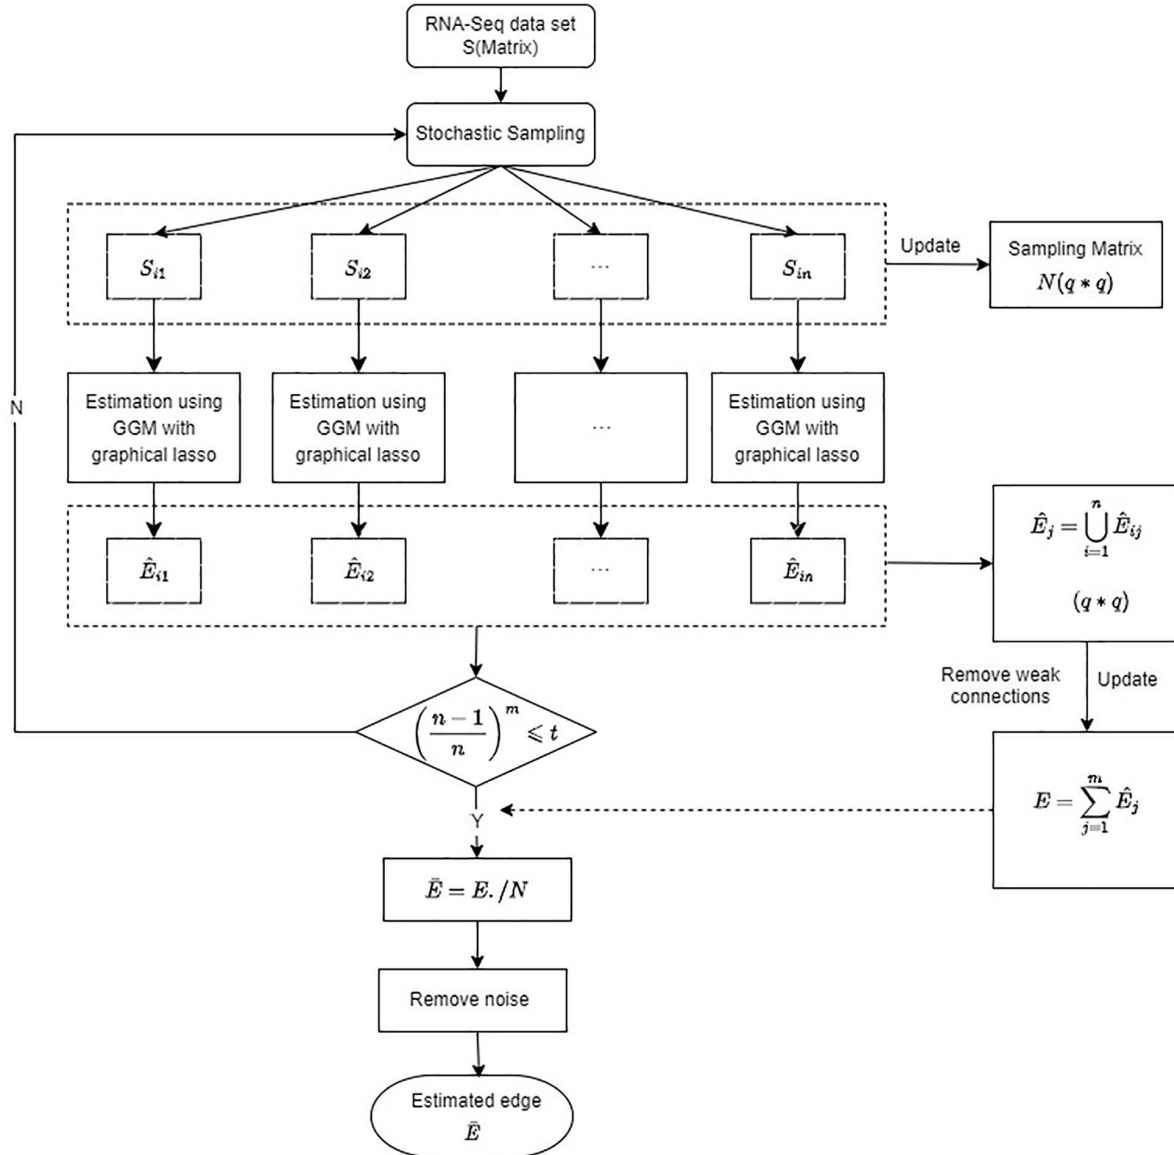 RNA-Seq data set
S(Matrix)
Stochastic Sampling
S_{i1}
S_{i2}
...
S_{in}
Update
Sampling Matrix
N(q * q)
N
Estimation using
GGM with
graphical lasso
Estimation using
GGM with
graphical lasso
...
Estimation using
GGM with
graphical lasso
Ê_{i1}
Ê_{i2}
...
Ê_{in}
Ê_j = ⋃_{i=1}^{n} Ê_{ij}
(q * q)
Remove weak
connections
Update
((n − 1)/n)^m ⩽ t
E = ∑_{j=1}^{m} Ê_j
Y
Ē = E./N
Remove noise
Estimated edge
Ē